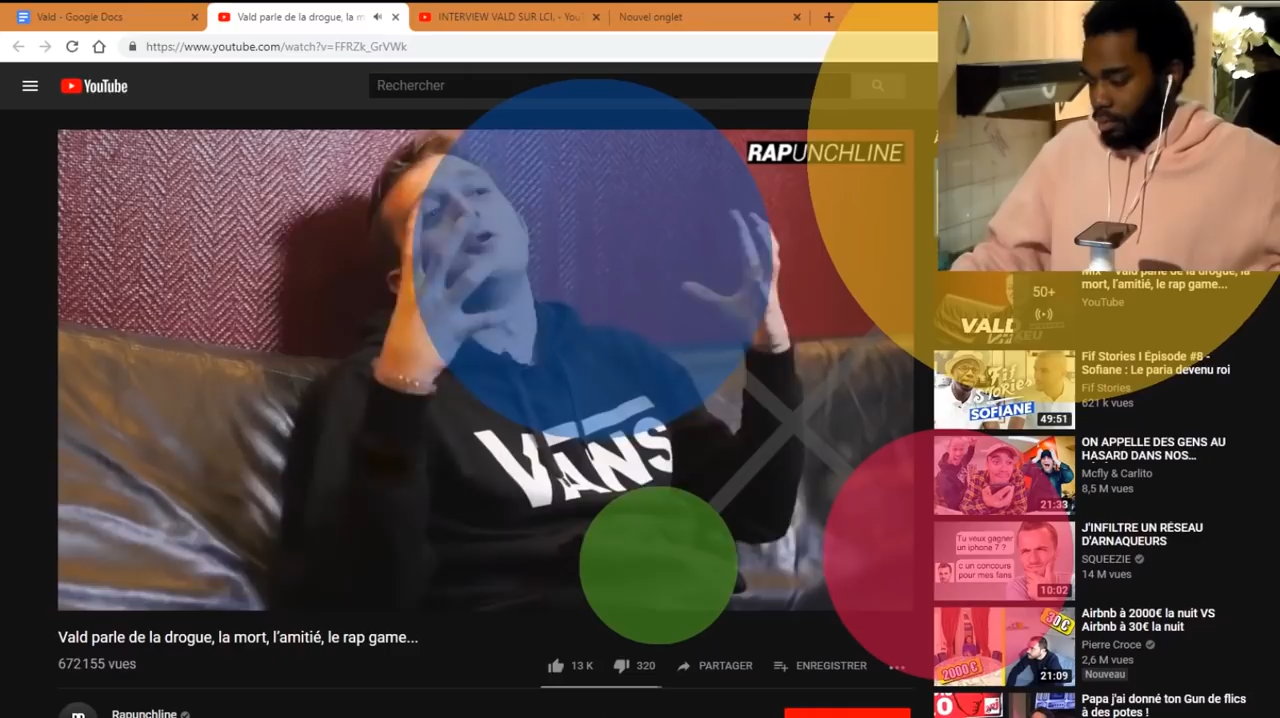 Vald - Google Docs
Vald parle de la drogue, la m
INTERVIEW VALD SUR LCI. - You
Nouvel onglet
https://www.youtube.com/watch?v=FFRZk_GrVWk
YouTube
Rechercher
RAPUNCHLINE
VANS
Vald parle de la drogue, la mort, l'amitié, le rap game...
672 155 vues
13 K
320
PARTAGER
ENREGISTRER
Rapunchline
Mix - Vald parle de la drogue, la
mort, l'amitié, le rap game...
YouTube
50+
VALD
Fif Stories I Épisode #8 -
Sofiane : Le paria devenu roi
Fif Stories
621 k vues
Fif
STORIES
SOFIANE
49:51
ON APPELLE DES GENS AU
HASARD DANS NOS...
Mcfly & Carlito
8,5 M vues
21:33
J'INFILTRE UN RÉSEAU
D'ARNAQUEURS
SQUEEZIE
14 M vues
Tu veux gagner
un iphone 7 ?
c un concours
pour mes fans
10:02
Airbnb à 2000€ la nuit VS
Airbnb à 30€ la nuit
Pierre Croce
2,6 M vues
Nouveau
30€
2000€
21:09
Papa j'ai donné ton Gun de flics
à des potes !